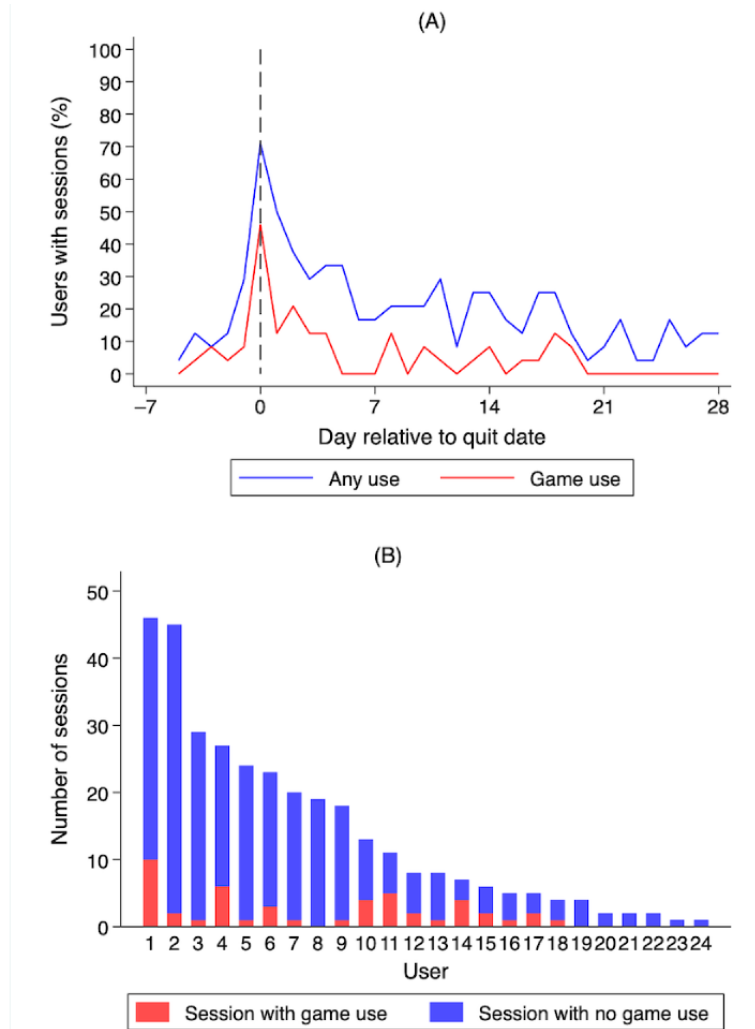 (A)
Users with sessions (%)
100
90
80
70
60
50
40
30
20
10
0
−7 0 7 14 21 28
Day relative to quit date
Any use Game use
(B)
Number of sessions
50
40
30
20
10
0
1 2 3 4 5 6 7 8 9 10 11 12 13 14 15 16 17 18 19 20 21 22 23 24
User
Session with game use Session with no game use